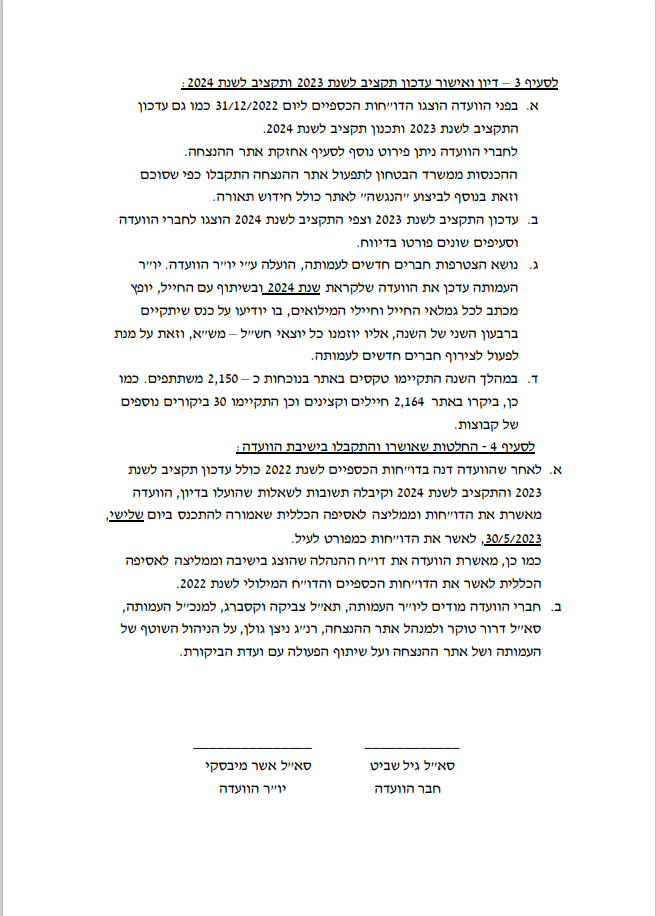 לסעיף 3 – דיון ואישור עדכון תקציב לשנת 2023 ותקציב לשנת 2024 :
א. בפני הוועדה הוצגו הדו״חות הכספיים ליום 31/12/2022 כמו גם עדכון
התקציב לשנת 2023 ותכנון תקציב לשנת 2024.
לחברי הוועדה ניתן פירוט נוסף לסעיף אחזקת אתר ההנצחה.
ההכנסות ממשרד הבטחון לתפעול אתר ההנצחה התקבלו כפי שסוכם
וזאת בנוסף לביצוע ״הנגשה״ לאתר כולל חידוש תאורה.
ב. עדכון התקציב לשנת 2023 וצפי התקציב לשנת 2024 הוצגו לחברי הוועדה
וסעיפים שונים פורטו בדיווח.
ג. נושא הצטרפות חברים חדשים לעמותה, הועלה ע״י יו״ר הוועדה. יו״ר
העמותה עדכן את הוועדה שלקראת שנת 2024 ובשיתוף עם החייל, יופץ
מכתב לכל גמלאי החייל וחיילי המילואים, בו יודיעו על כנס שיתקיים
ברבעון השני של השנה, אליו יוזמנו כל יוצאי חש״ל – מש״א, וזאת על מנת
לפעול לצירוף חברים חדשים לעמותה.
ד. במהלך השנה התקיימו טקסים באתר בנוכחות כ – 2,150 משתתפים. כמו
כן, ביקרו באתר 2,164 חיילים וקצינים וכן התקיימו 30 ביקורים נוספים
של קבוצות.
לסעיף 4 - החלטות שאושרו והתקבלו בישיבת הוועדה :
א. לאחר שהוועדה דנה בדו״חות הכספיים לשנת 2022 כולל עדכון תקציב לשנת
2023 והתקציב לשנת 2024 וקיבלה תשובות לשאלות שהועלו בדיון, הוועדה
מאשרת את הדו״חות וממליצה לאסיפה הכללית שאמורה להתכנס ביום שלישי,
30/5/2023, לאשר את הדו״חות כמפורט לעיל.
כמו כן, מאשרת הוועדה את דו״ח ההנהלה שהוצג בישיבה וממליצה לאסיפה
הכללית לאשר את הדו״חות הכספיים והדו״ח המילולי לשנת 2022.
ב. חברי הוועדה מודים ליו״ר העמותה, תא״ל צביקה וקסברג, למנכ״ל העמותה,
סא״ל דרור טוקר ולמנהל אתר ההנצחה, רנ״ג ניצן גולן, על הניהול השוטף של
העמותה ושל אתר ההנצחה ועל שיתוף הפעולה עם ועדת הביקורת.
סא״ל גיל שביט סא״ל אשר מיבסקי
חבר הוועדה יו״ר הוועדה